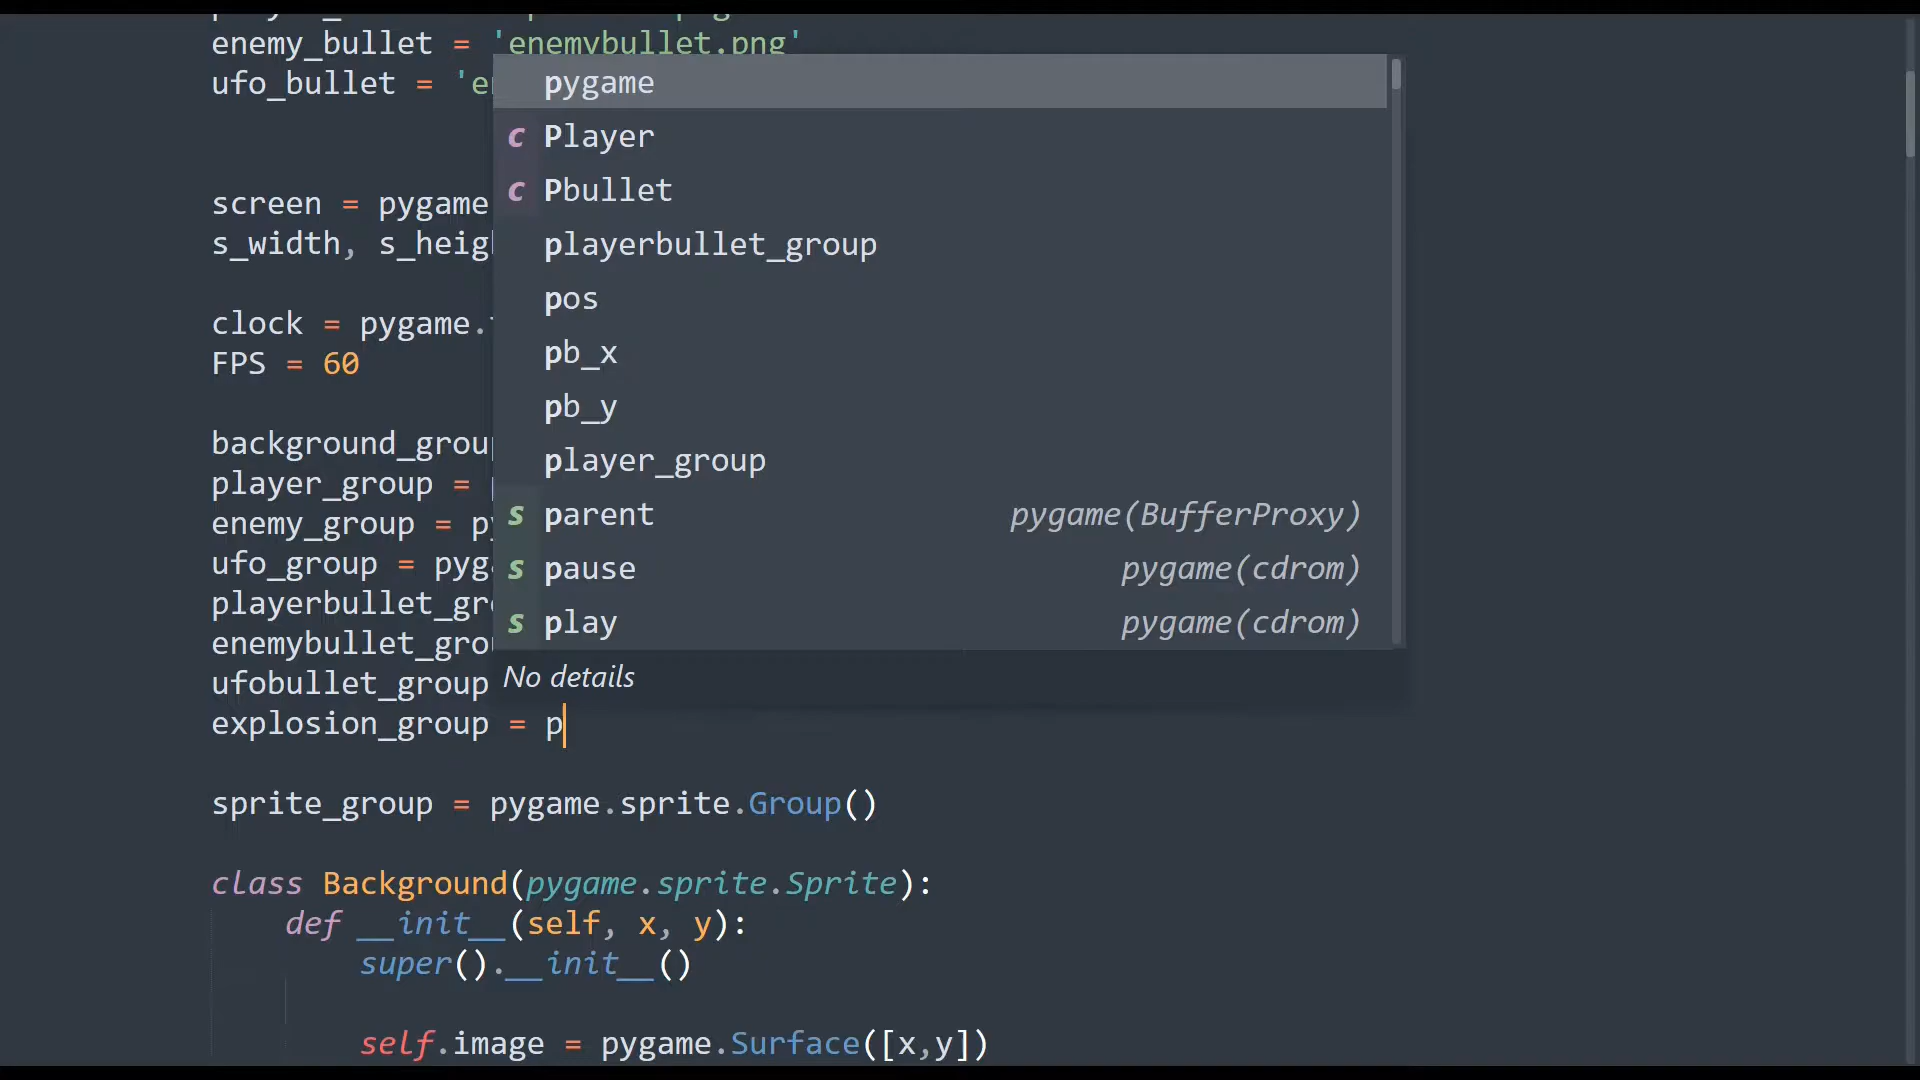 enemy_bullet = 'enemybullet.png'
ufo_bullet = 'e
pygame
c Player
c Pbullet
screen = pygame
playerbullet_group
s_width, s_heig
pos
clock = pygame.
pb_x
FPS = 60
pb_y
background_grou
player_group
player_group =
s parent pygame(BufferProxy)
enemy_group = py
s pause pygame(cdrom)
ufo_group = pyg
playerbullet_gr
s play pygame(cdrom)
enemybullet_gro
No details
ufobullet_group
explosion_group = p
sprite_group = pygame.sprite.Group()
class Background(pygame.sprite.Sprite):
def __init__(self, x, y):
super().__init__()
self.image = pygame.Surface([x,y])